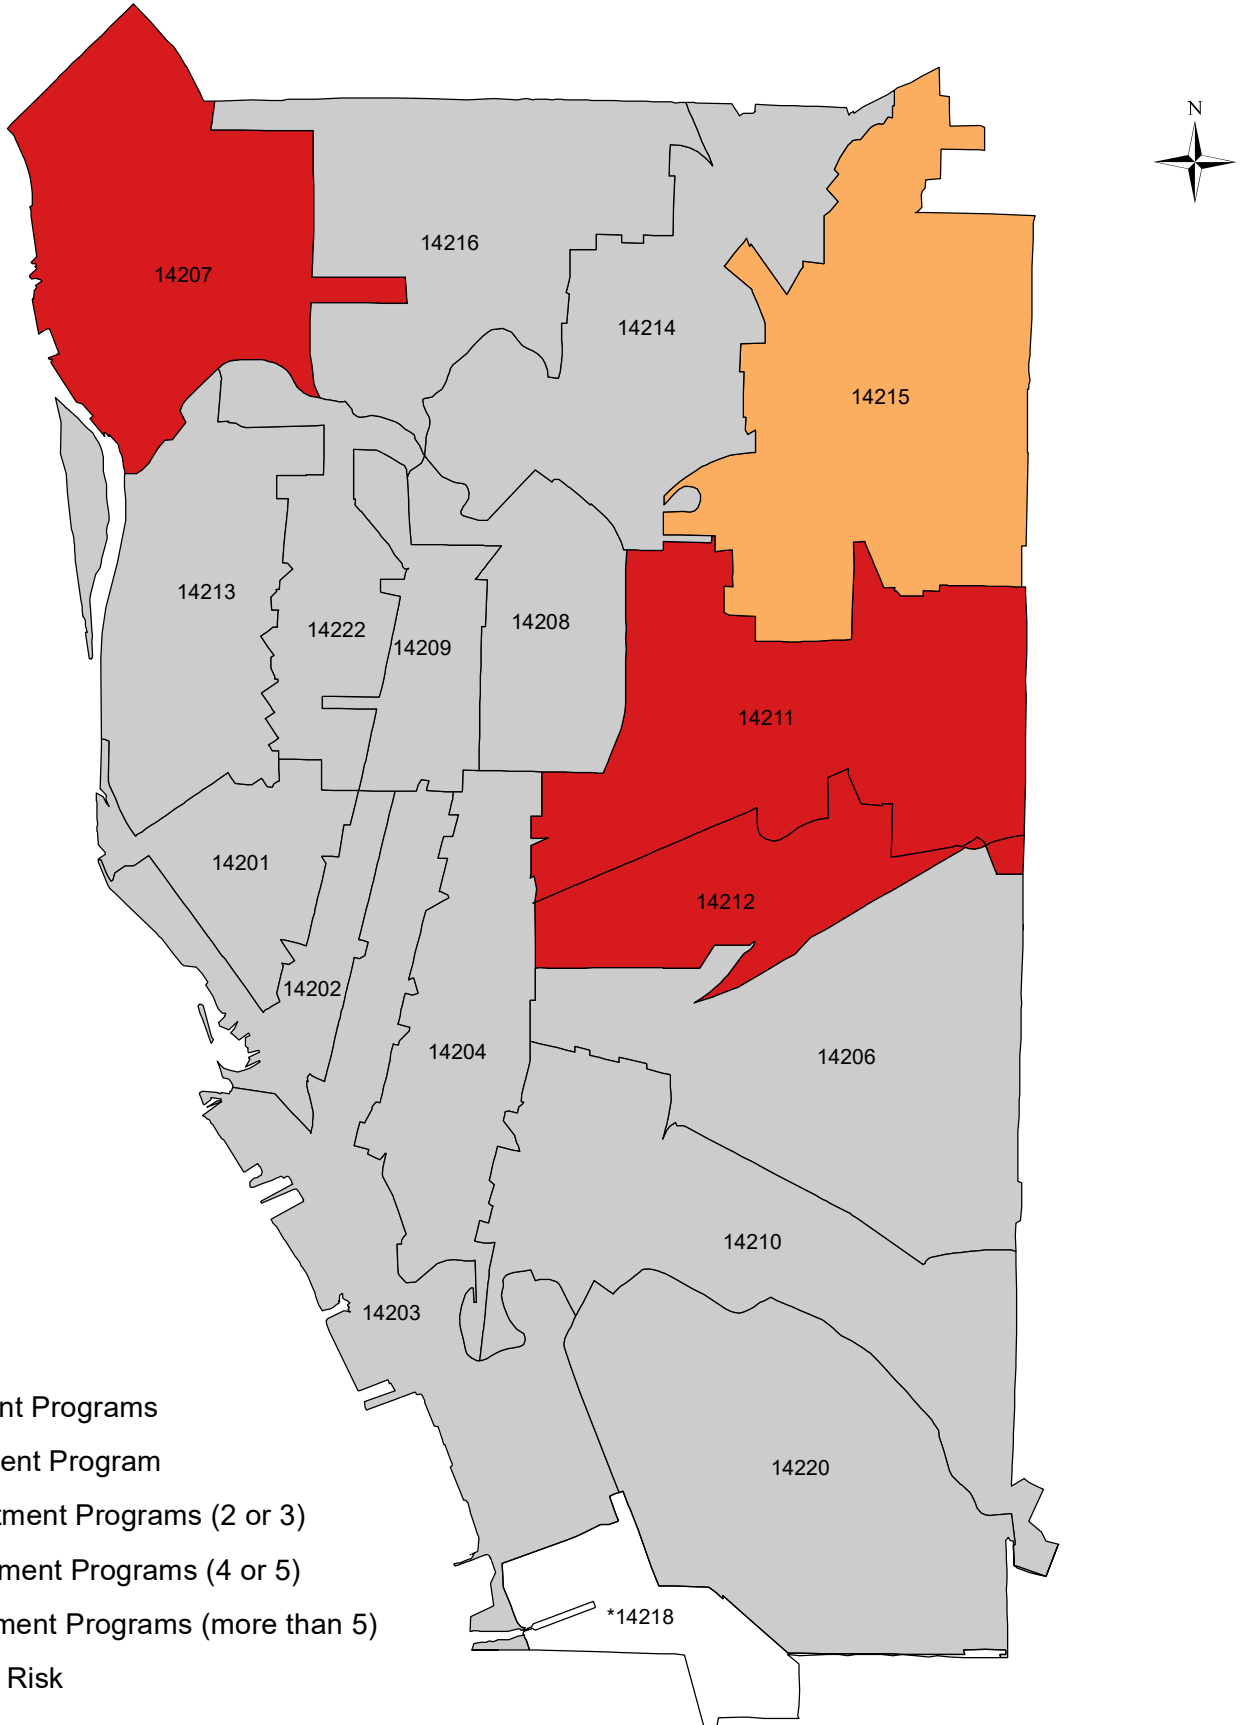 N
14216
14207
14214
14215
14213
14208
14222
14209
14211
14201
14212
14202
14204
14206
14210
14203
nt Programs
ent Program
14220
tment Programs (2 or 3)
ment Programs (4 or 5)
*14218
ment Programs (more than 5)
Risk